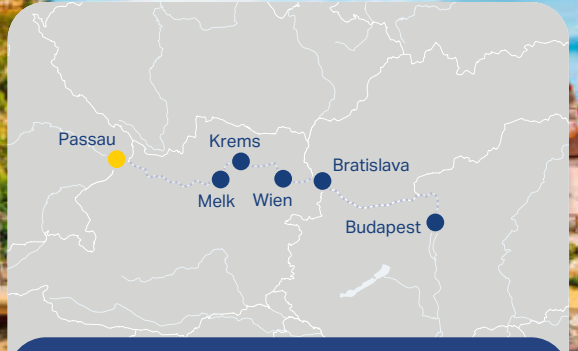 Passau
Krems
Bratislava
Melk
Wien
Budapest